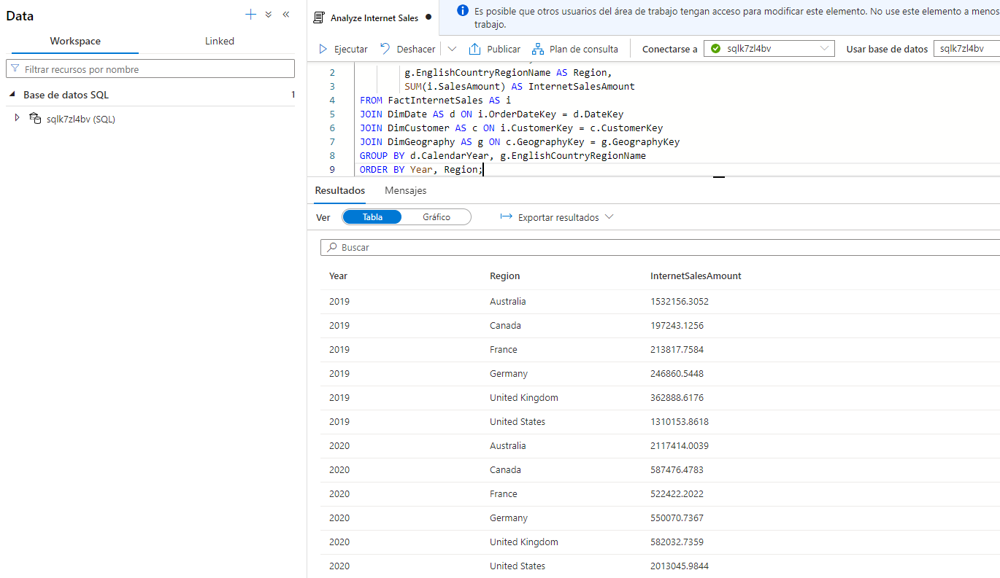 Data
Workspace Linked
Filtrar recursos por nombre
Base de datos SQL 1
sqlk7zl4bv (SQL)
Analyze Internet Sales
Es posible que otros usuarios del área de trabajo tengan acceso para modificar este elemento. No use este elemento a menos
trabajo.
Ejecutar Deshacer Publicar Plan de consulta Conectarse a sqlk7zl4bv Usar base de datos sqlk7zl4bv
2 g.EnglishCountryRegionName AS Region,
3 SUM(i.SalesAmount) AS InternetSalesAmount
4 FROM FactInternetSales AS i
5 JOIN DimDate AS d ON i.OrderDateKey = d.DateKey
6 JOIN DimCustomer AS c ON i.CustomerKey = c.CustomerKey
7 JOIN DimGeography AS g ON c.GeographyKey = g.GeographyKey
8 GROUP BY d.CalendarYear, g.EnglishCountryRegionName
9 ORDER BY Year, Region;
Resultados Mensajes
Ver Tabla Gráfico Exportar resultados
Buscar
Year Region InternetSalesAmount
2019 Australia 1532156.3052
2019 Canada 197243.1256
2019 France 213817.7584
2019 Germany 246860.5448
2019 United Kingdom 362888.6176
2019 United States 1310153.8618
2020 Australia 2117414.0039
2020 Canada 587476.4783
2020 France 522422.2022
2020 Germany 550070.7367
2020 United Kingdom 582032.7359
2020 United States 2013045.9844